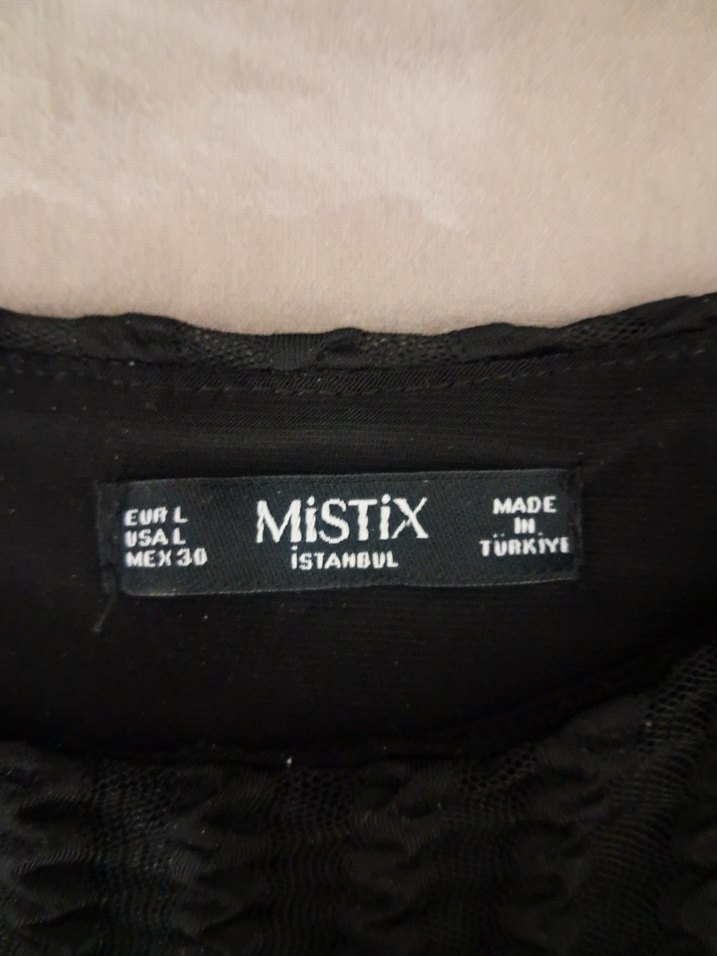 EUR L
USA L
MEX 30
MiSTiX
İSTANBUL
MADE
IN
TÜRKİYE